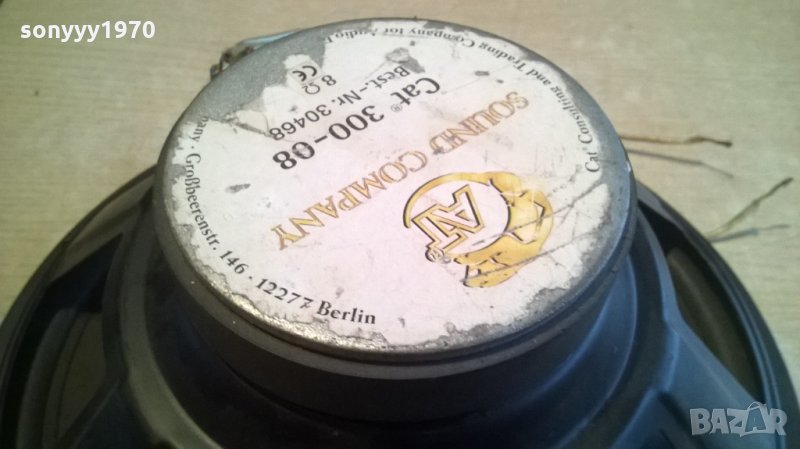 sonyyy1970
Cat® Consulting and Trading Company for Audio
SOUND COMPANY
Cat® 300-08
Best.-Nr. 30468
8 Ω
CE
Großbeerenstr. 146 · 12277 Berlin
BAZAR